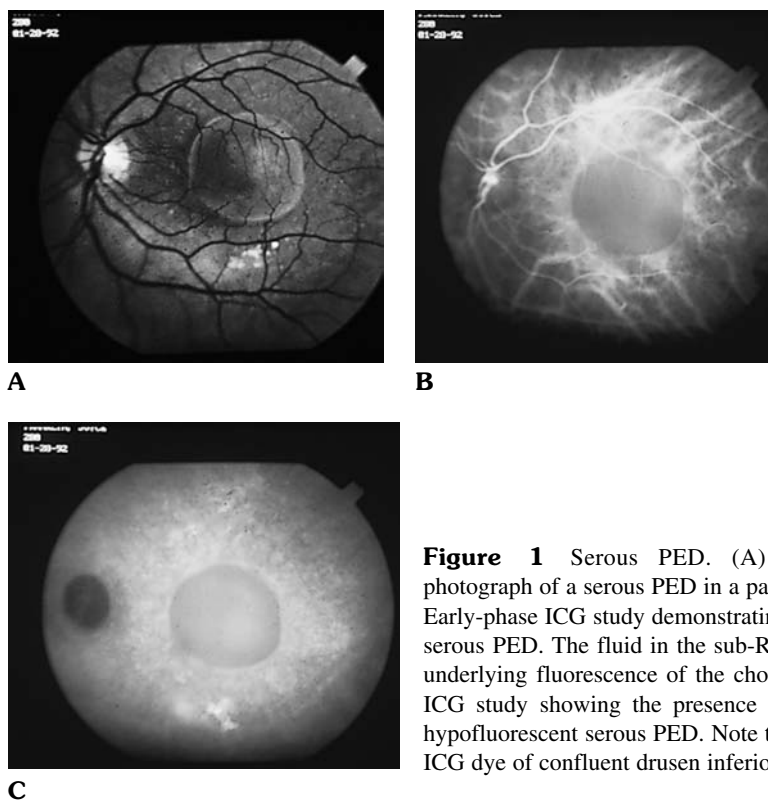 200
01-28-92
200
01-28-92
A
B
200
01-28-92
C
Figure 1 Serous PED. (A)
photograph of a serous PED in a pa
Early-phase ICG study demonstratin
serous PED. The fluid in the sub-R
underlying fluorescence of the cho
ICG study showing the presence
hypofluorescent serous PED. Note t
ICG dye of confluent drusen inferio